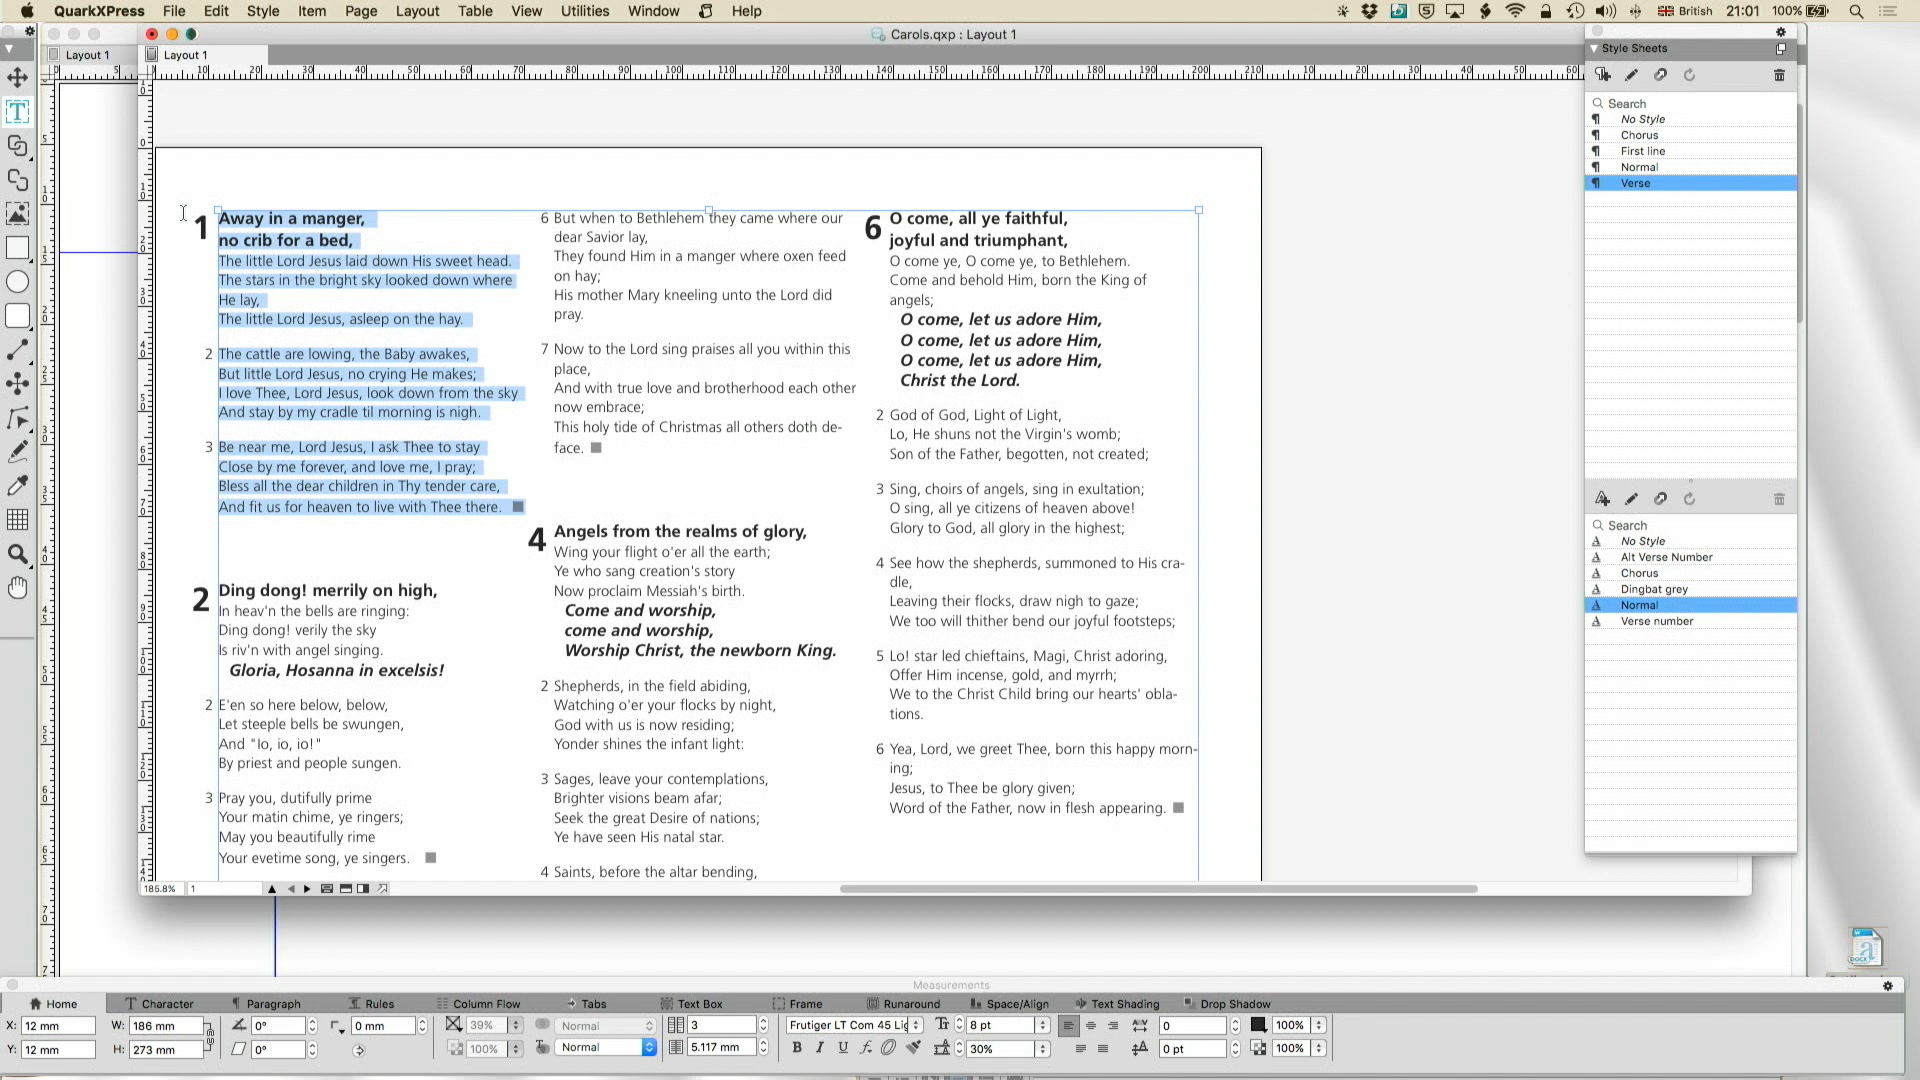 QuarkXPress File Edit Style Item Page Layout Table View Utilities Window Help
British 21:01 100%
Carols.qxp : Layout 1
Layout 1
Layout 1
1 Away in a manger,
no crib for a bed,
The little Lord Jesus laid down His sweet head.
The stars in the bright sky looked down where
He lay,
The little Lord Jesus, asleep on the hay.
2 The cattle are lowing, the Baby awakes,
But little Lord Jesus, no crying He makes;
I love Thee, Lord Jesus, look down from the sky
And stay by my cradle til morning is nigh.
3 Be near me, Lord Jesus, I ask Thee to stay
Close by me forever, and love me, I pray;
Bless all the dear children in Thy tender care,
And fit us for heaven to live with Thee there.
2 Ding dong! merrily on high,
In heav'n the bells are ringing:
Ding dong! verily the sky
Is riv'n with angel singing.
Gloria, Hosanna in excelsis!
2 E'en so here below, below,
Let steeple bells be swungen,
And "Io, io, io!"
By priest and people sungen.
3 Pray you, dutifully prime
Your matin chime, ye ringers;
May you beautifully rime
Your evetime song, ye singers.
6 But when to Bethlehem they came where our
dear Savior lay,
They found Him in a manger where oxen feed
on hay;
His mother Mary kneeling unto the Lord did
pray.
7 Now to the Lord sing praises all you within this
place,
And with true love and brotherhood each other
now embrace;
This holy tide of Christmas all others doth de-
face.
4 Angels from the realms of glory,
Wing your flight o'er all the earth;
Ye who sang creation's story
Now proclaim Messiah's birth.
Come and worship,
come and worship,
Worship Christ, the newborn King.
2 Shepherds, in the field abiding,
Watching o'er your flocks by night,
God with us is now residing;
Yonder shines the infant light:
3 Sages, leave your contemplations,
Brighter visions beam afar;
Seek the great Desire of nations;
Ye have seen His natal star.
4 Saints, before the altar bending,
6 O come, all ye faithful,
joyful and triumphant,
O come ye, O come ye, to Bethlehem.
Come and behold Him, born the King of
angels;
O come, let us adore Him,
O come, let us adore Him,
O come, let us adore Him,
Christ the Lord.
2 God of God, Light of Light,
Lo, He shuns not the Virgin's womb;
Son of the Father, begotten, not created;
3 Sing, choirs of angels, sing in exultation;
O sing, all ye citizens of heaven above!
Glory to God, all glory in the highest;
4 See how the shepherds, summoned to His cra-
dle,
Leaving their flocks, draw nigh to gaze;
We too will thither bend our joyful footsteps;
5 Lo! star led chieftains, Magi, Christ adoring,
Offer Him incense, gold, and myrrh;
We to the Christ Child bring our hearts' obla-
tions.
6 Yea, Lord, we greet Thee, born this happy morn-
ing;
Jesus, to Thee be glory given;
Word of the Father, now in flesh appearing.
185.8% 1
Style Sheets
Search
No Style
Chorus
First line
Normal
Verse
Search
No Style
Alt Verse Number
Chorus
Dingbat grey
Normal
Verse number
DOCX
Measurements
Home Character Paragraph Rules Column Flow Tabs Text Box Frame Runaround Space/Align Text Shading Drop Shadow
X: 12 mm W: 186 mm 0° 0 mm 39% Normal 3 Frutiger LT Com 45 Lig 8 pt 0 100%
Y: 12 mm H: 273 mm 0° 100% Normal 5.117 mm B I U 30% 0 pt 100%